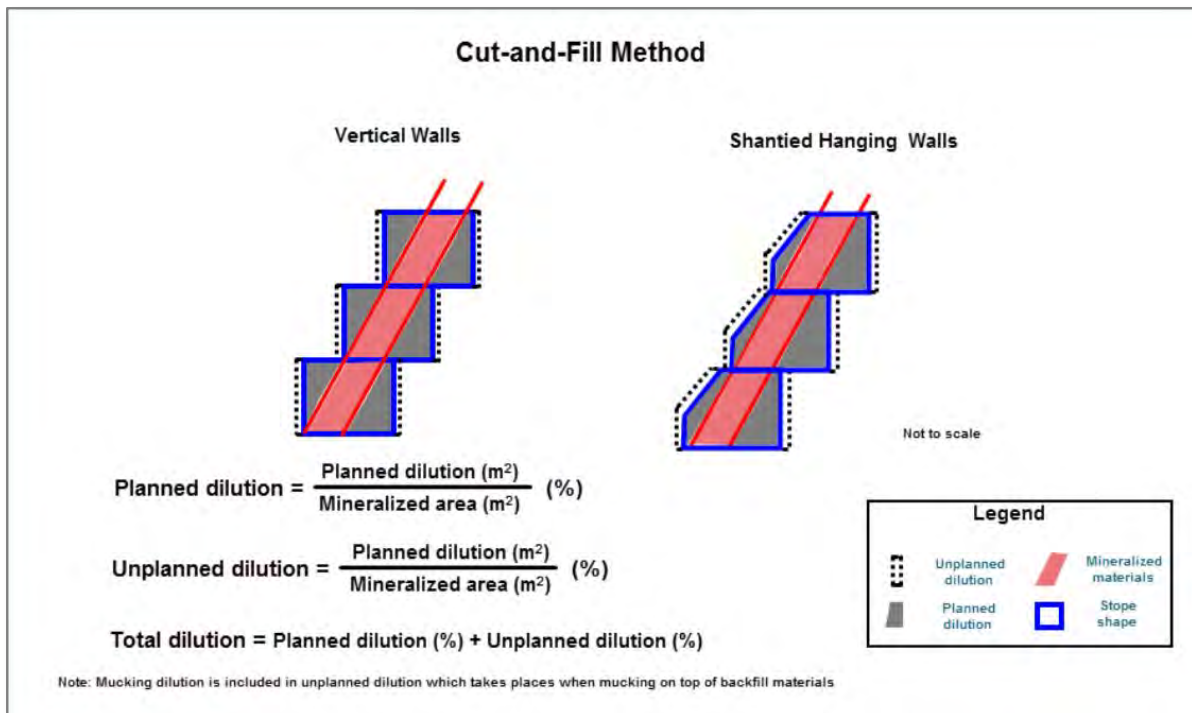 Cut-and-Fill Method
Vertical Walls
Shantied Hanging Walls
Not to scale
Planned dilution = Planned dilution (m²) / Mineralized area (m²) (%)
Unplanned dilution = Planned dilution (m²) / Mineralized area (m²) (%)
Total dilution = Planned dilution (%) + Unplanned dilution (%)
Legend
Unplanned dilution
Mineralized materials
Planned dilution
Stope shape
Note: Mucking dilution is included in unplanned dilution which takes places when mucking on top of backfill materials